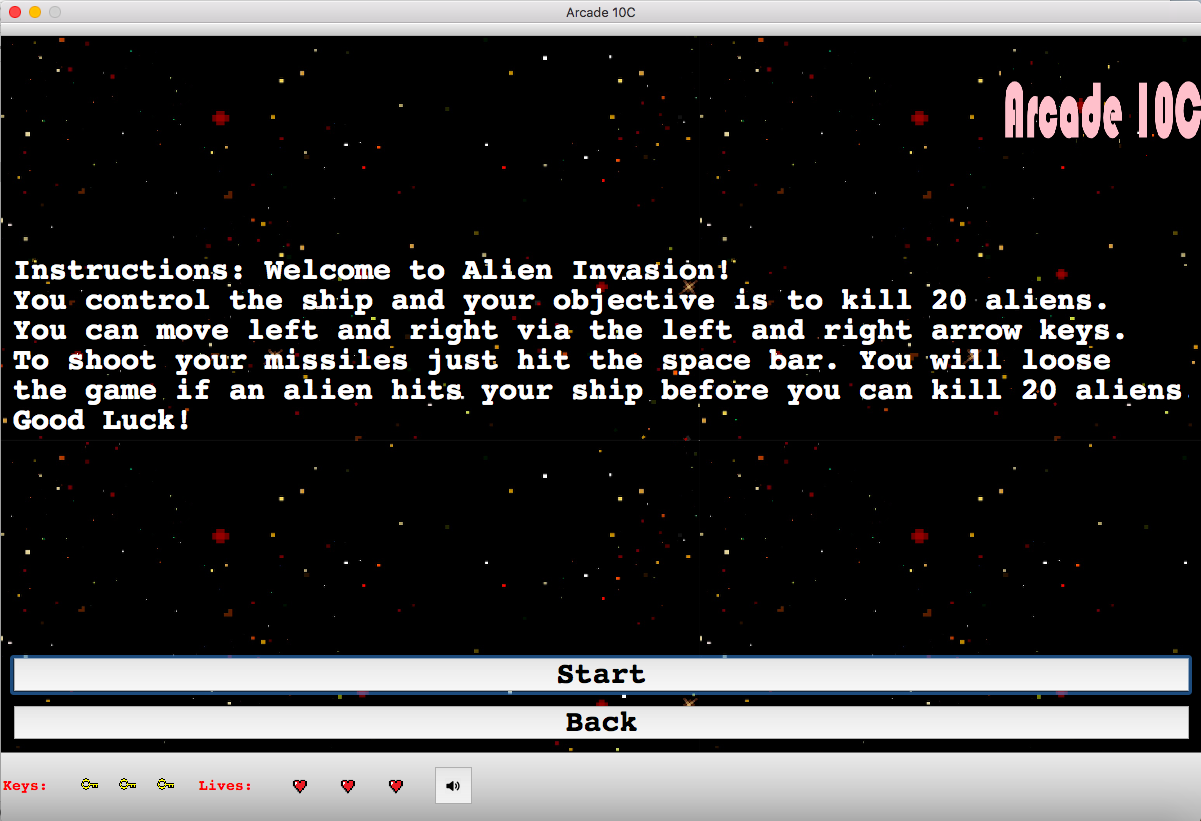 Arcade 10C
Arcade 10C
Instructions: Welcome to Alien Invasion!
You control the ship and your objective is to kill 20 aliens.
You can move left and right via the left and right arrow keys.
To shoot your missiles just hit the space bar. You will loose
the game if an alien hits your ship before you can kill 20 aliens.
Good Luck!
Start
Back
Keys: Lives: